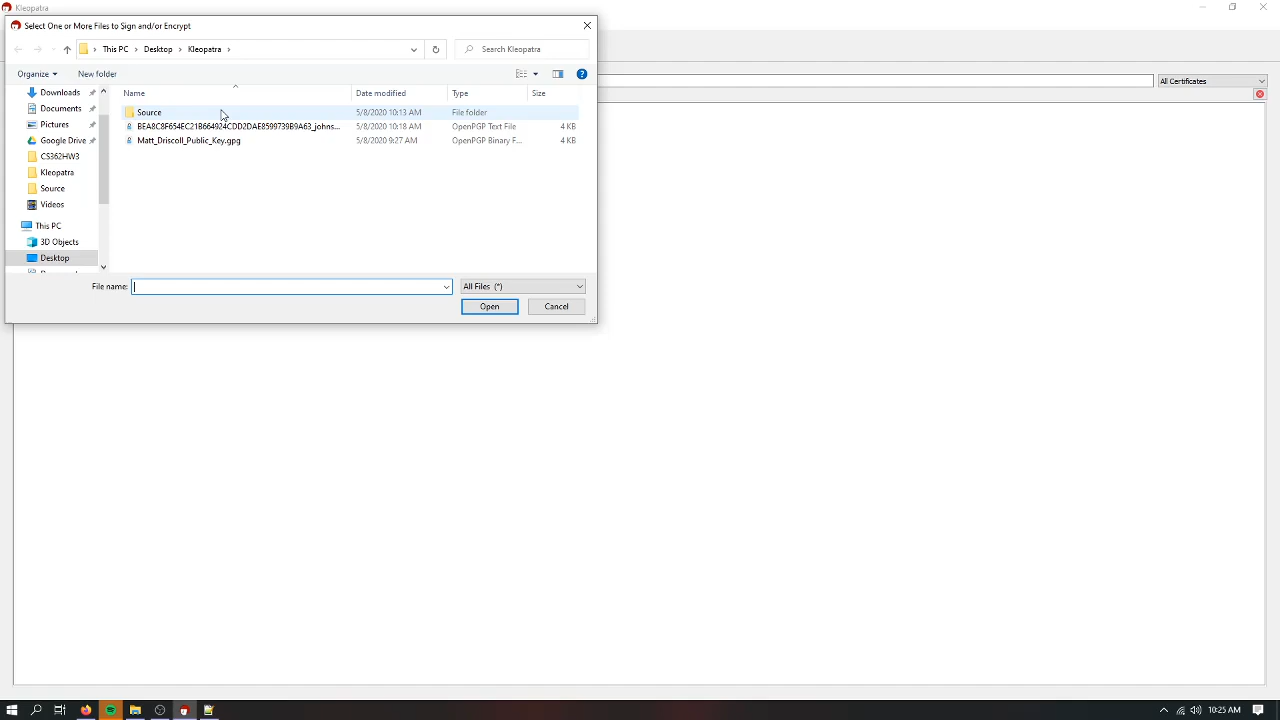 Kleopatra
Select One or More Files to Sign and/or Encrypt
This PC > Desktop > Kleopatra >
Search Kleopatra
Organize
New folder
Name
Date modified
Type
Size
Downloads
Documents
Pictures
Google Drive
CS362HW3
Kleopatra
Source
Videos
This PC
3D Objects
Desktop
Source 5/8/2020 10:13 AM File folder
BEA8C8F654EC21B664924CDD2DAE8599739B9A63_johns... 5/8/2020 10:18 AM OpenPGP Text File 4 KB
Matt_Driscoll_Public_Key.gpg 5/8/2020 9:27 AM OpenPGP Binary F... 4 KB
File name:
All Files (*)
Open
Cancel
All Certificates
10:25 AM